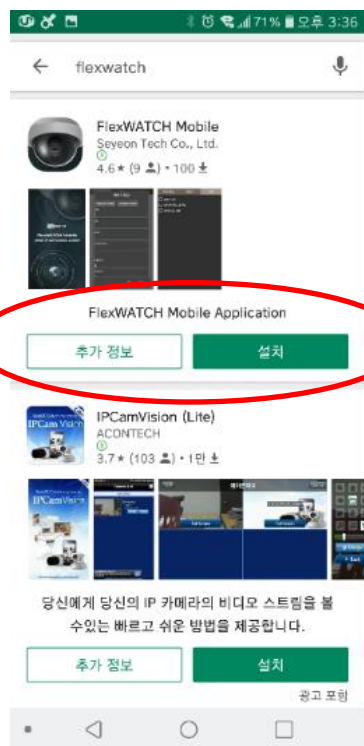 71% 오후 3:36
flexwatch
FlexWATCH Mobile
Seyeon Tech Co., Ltd.
4.6★ (9 ) • 100
FlexWATCH Mobile Application
추가 정보
설치
IPCam Vision
IPCamVision (Lite)
ACONTECH
3.7★ (103 ) • 1만
IPCamVision
당신에게 당신의 IP 카메라의 비디오 스트림을 볼
수있는 빠르고 쉬운 방법을 제공합니다.
추가 정보
설치
광고 포함